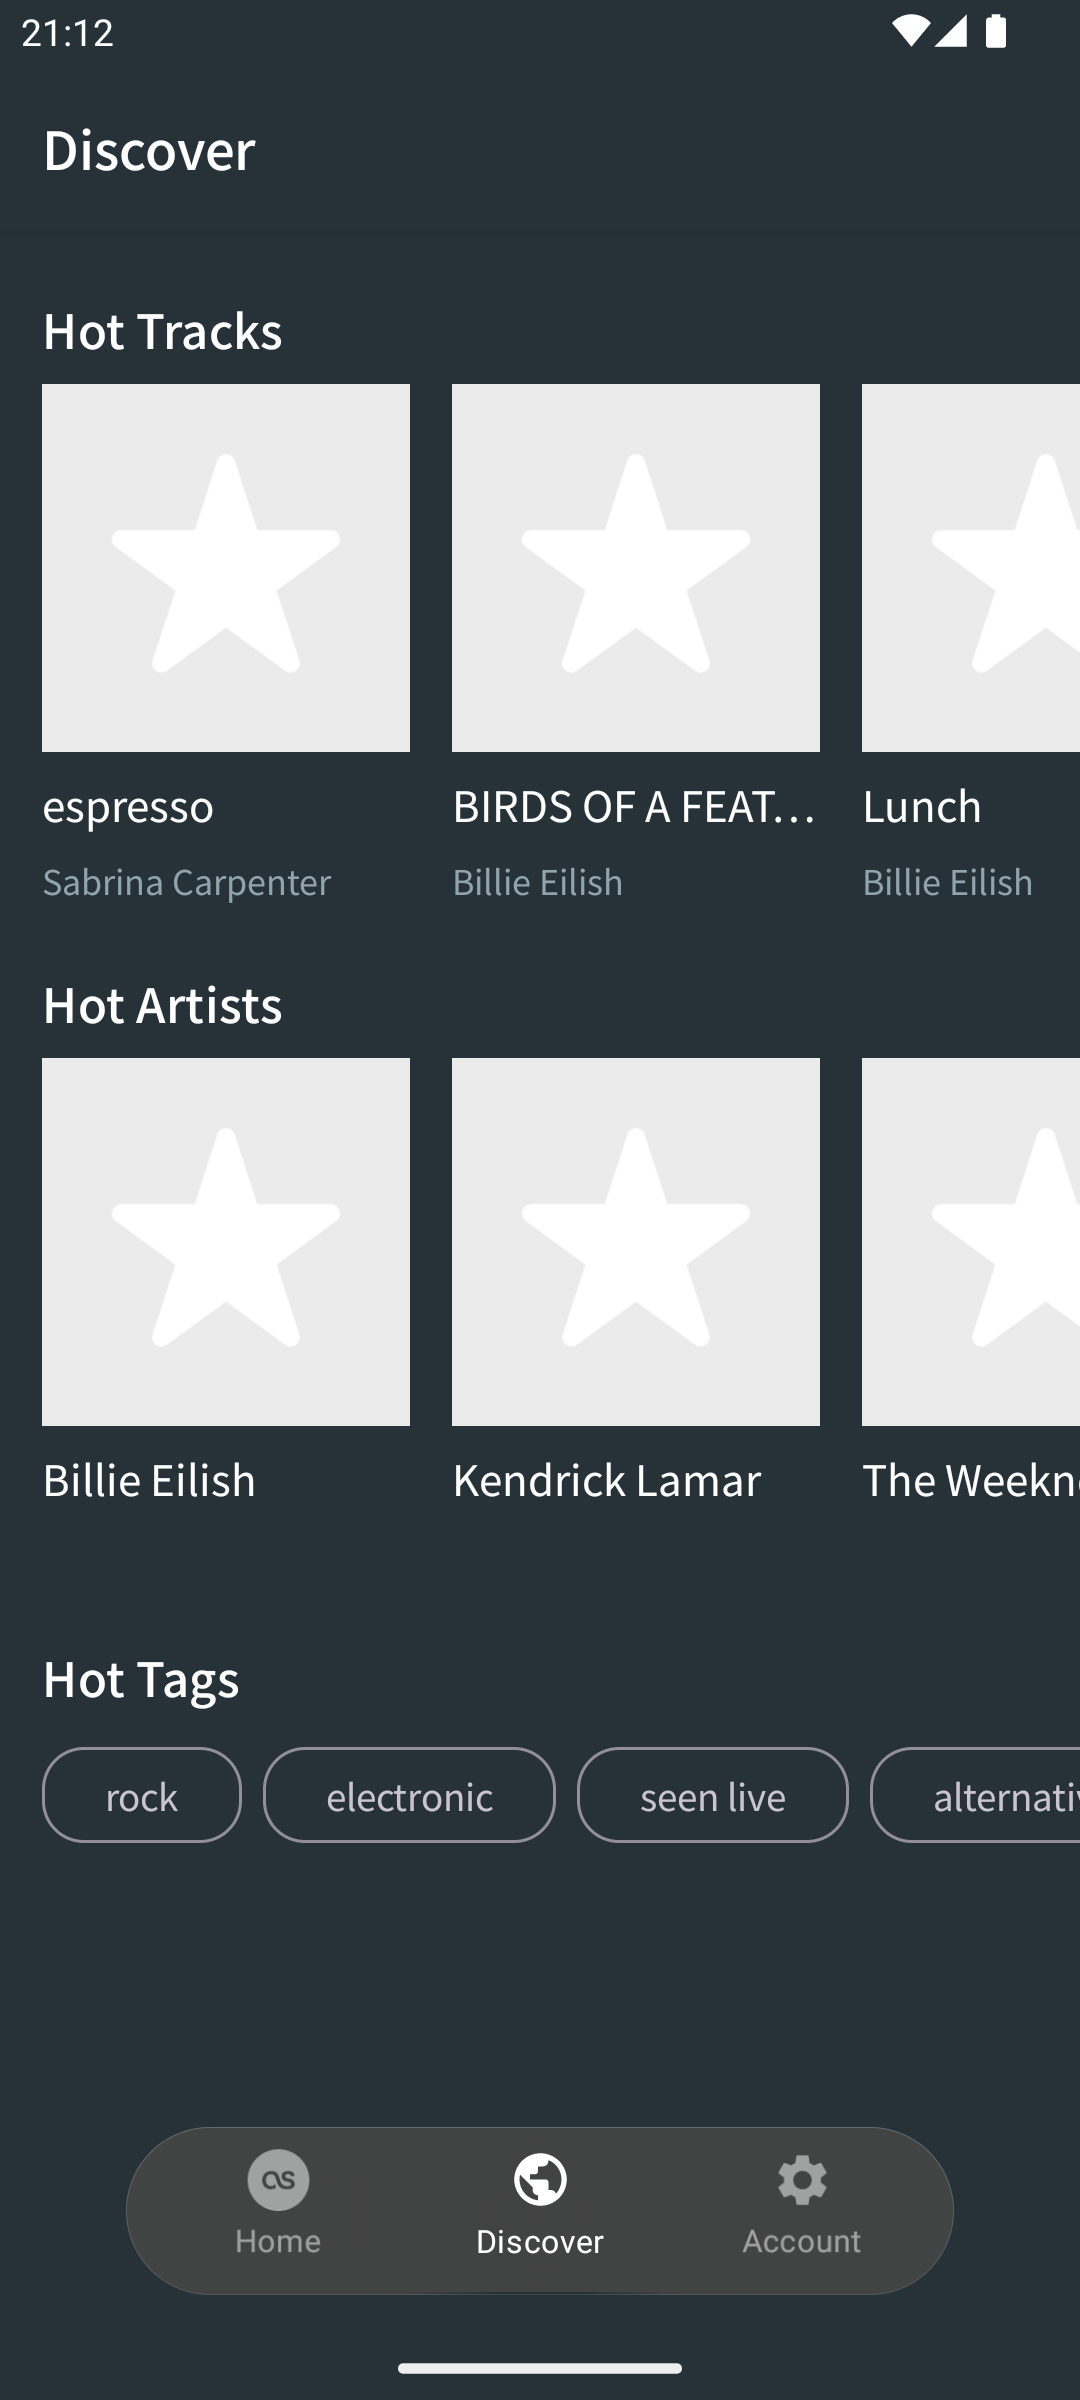 21:12
Discover
Hot Tracks
espresso
BIRDS OF A FEAT...
Lunch
Sabrina Carpenter
Billie Eilish
Billie Eilish
Hot Artists
Billie Eilish
Kendrick Lamar
The Weekn
Hot Tags
rock
electronic
seen live
alternativ
as
Home
Discover
Account